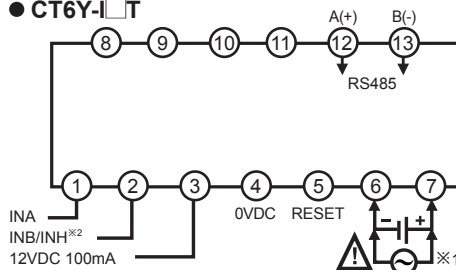 ● CT6Y-I□T
A(+) B(-)
8 9 10 11 12 13
RS485
1 2 3 4 5 6 7
INA
INB/INH※2
12VDC 100mA
0VDC RESET
- +
! ※1